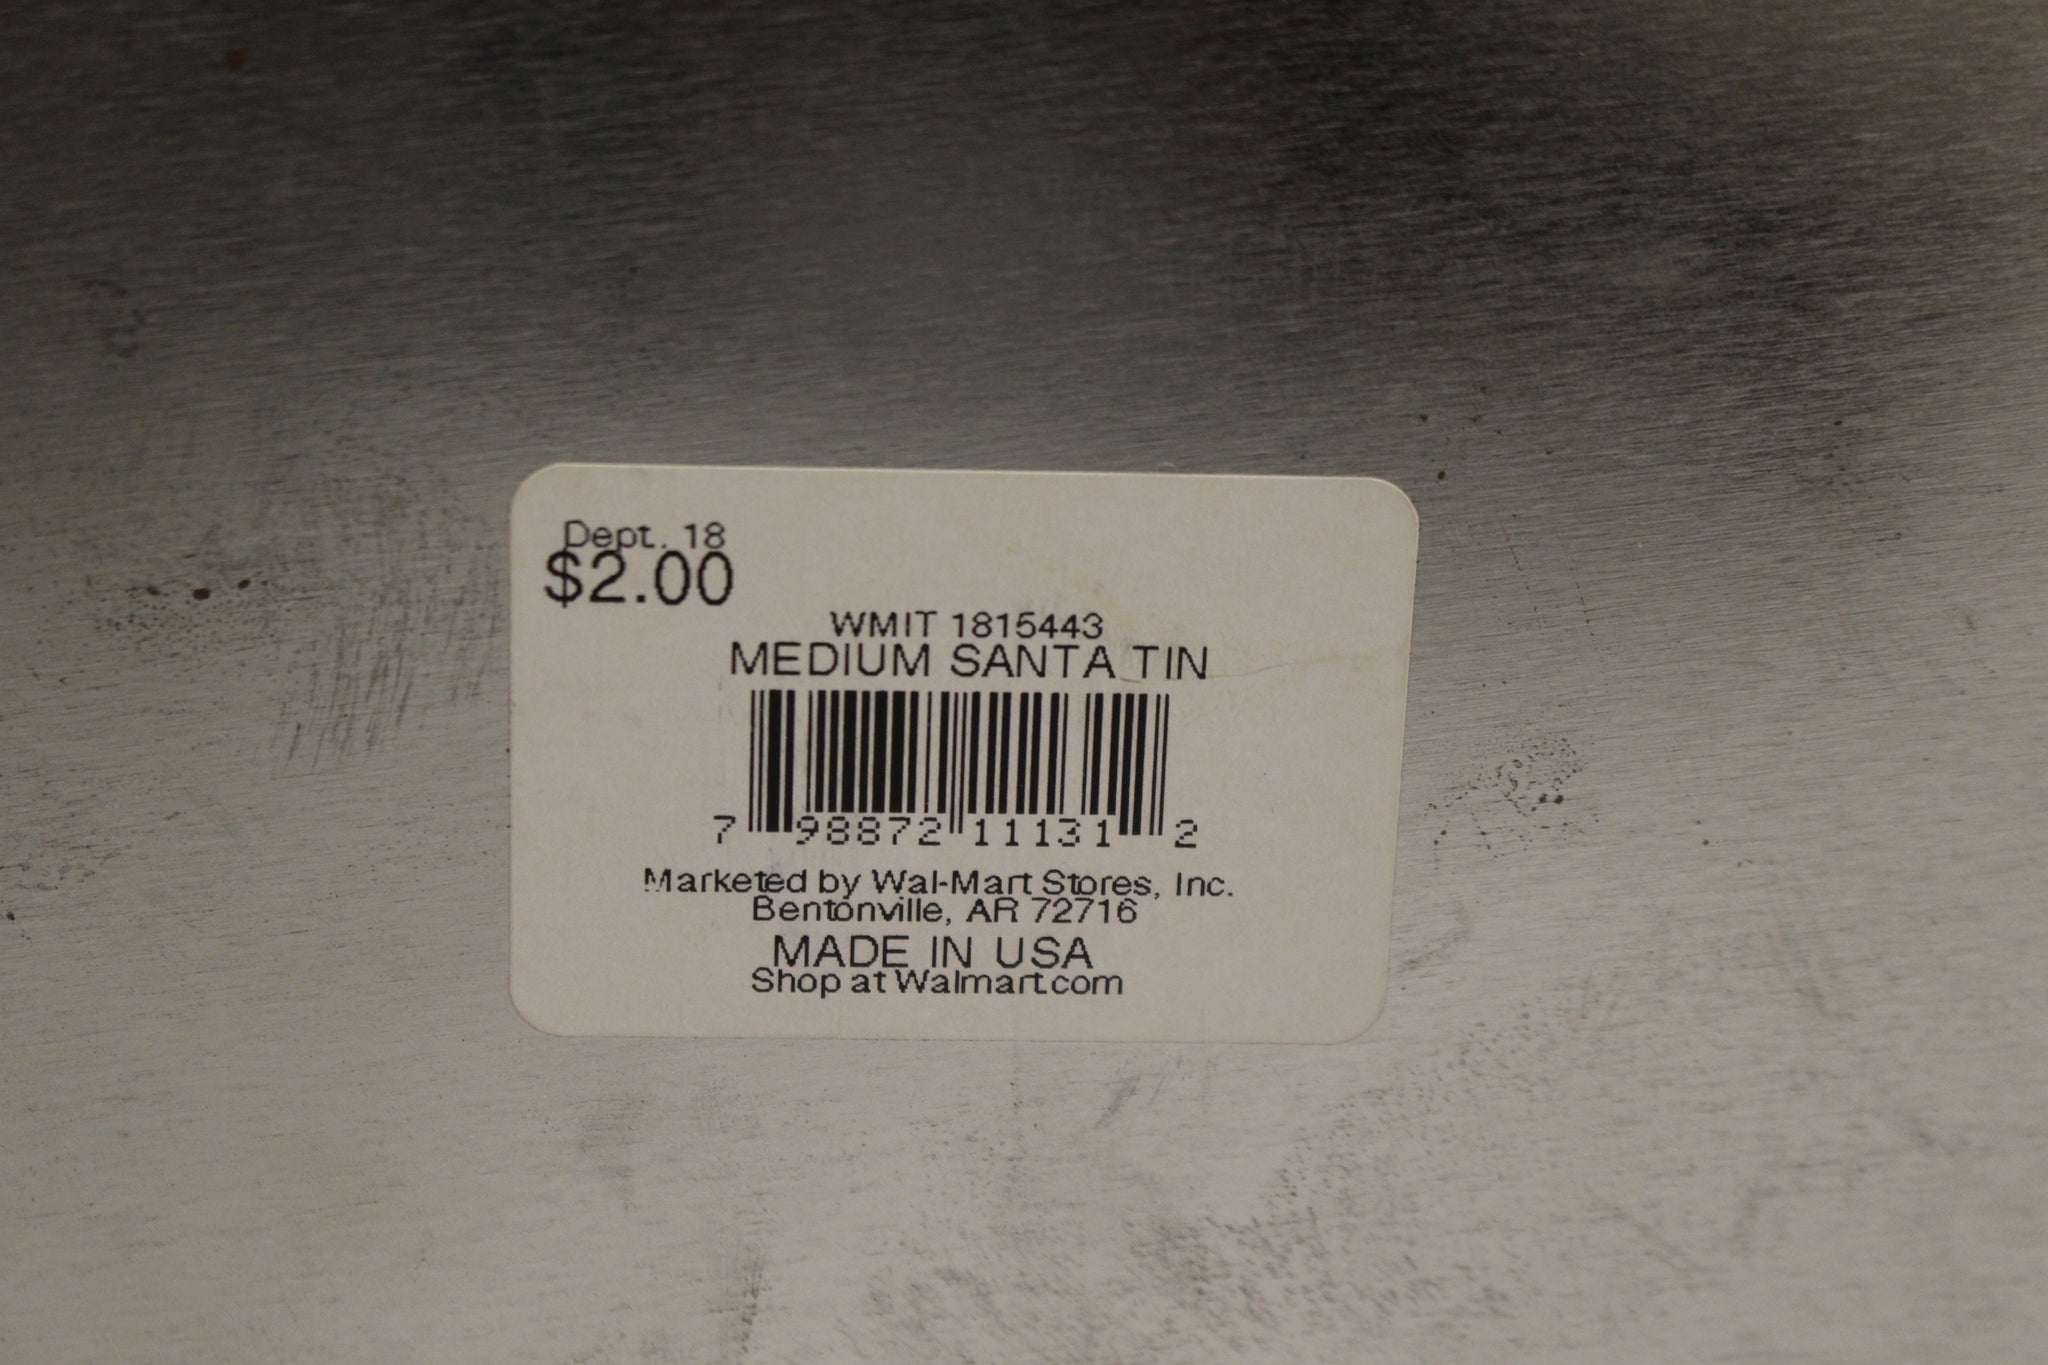 Dept. 18
$2.00
WMIT 1815443
MEDIUM SANTA TIN
7 98872 11131 2
Marketed by Wal-Mart Stores, Inc.
Bentonville, AR 72716
MADE IN USA
Shop at Walmart.com